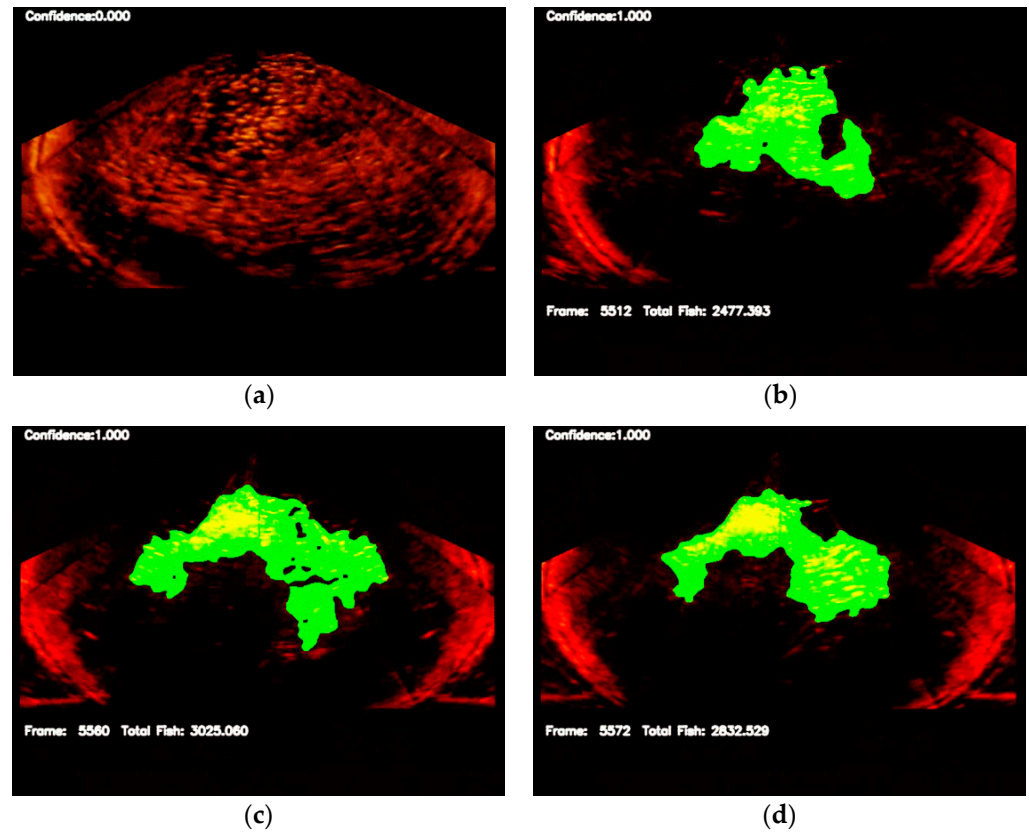 Confidence:0.000
Confidence:1.000
Frame: 5512 Total Fish: 2477.393
(a)
(b)
Confidence:1.000
Confidence:1.000
Frame: 5560 Total Fish: 3025.060
Frame: 5572 Total Fish: 2832.529
(c)
(d)